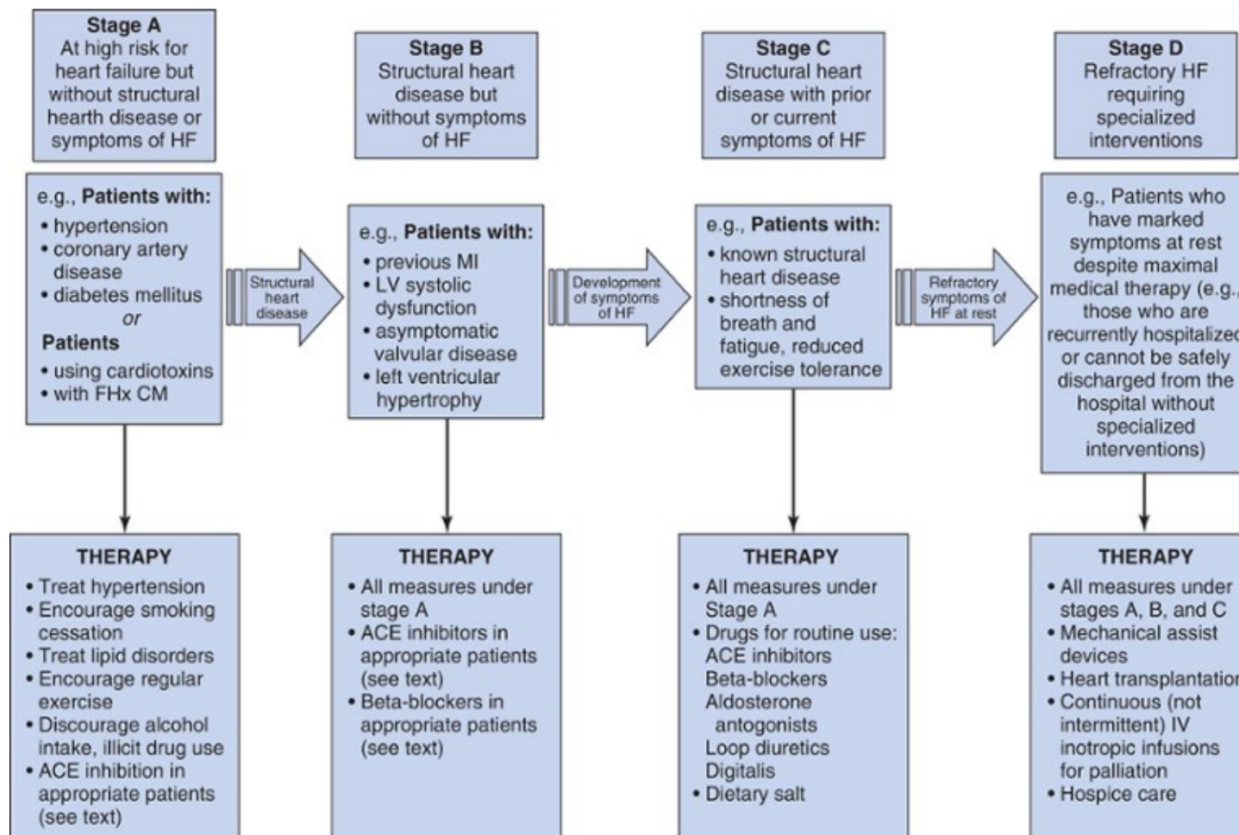 Stage A
At high risk for
heart failure but
without structural
hearth disease or
symptoms of HF
Stage B
Structural heart
disease but
without symptoms
of HF
Stage C
Structural heart
disease with prior
or current
symptoms of HF
Stage D
Refractory HF
requiring
specialized
interventions
e.g., Patients with:
• hypertension
• coronary artery
disease
• diabetes mellitus
or
Patients
• using cardiotoxins
• with FHx CM
Structural
heart
disease
e.g., Patients with:
• previous MI
• LV systolic
dysfunction
• asymptomatic
valvular disease
• left ventricular
hypertrophy
Development
of symptoms
of HF
e.g., Patients with:
• known structural
heart disease
• shortness of
breath and
fatigue, reduced
exercise tolerance
Refractory
symptoms of
HF at rest
e.g., Patients who
have marked
symptoms at rest
despite maximal
medical therapy (e.g.,
those who are
recurrently hospitalized
or cannot be safely
discharged from the
hospital without
specialized
interventions)
THERAPY
• Treat hypertension
• Encourage smoking
cessation
• Treat lipid disorders
• Encourage regular
exercise
• Discourage alcohol
intake, illicit drug use
• ACE inhibition in
appropriate patients
(see text)
THERAPY
• All measures under
stage A
• ACE inhibitors in
appropriate patients
(see text)
• Beta-blockers in
appropriate patients
(see text)
THERAPY
• All measures under
Stage A
• Drugs for routine use:
ACE inhibitors
Beta-blockers
Aldosterone
antogonists
Loop diuretics
Digitalis
• Dietary salt
THERAPY
• All measures under
stages A, B, and C
• Mechanical assist
devices
• Heart transplantation
• Continuous (not
intermittent) IV
inotropic infusions
for palliation
• Hospice care